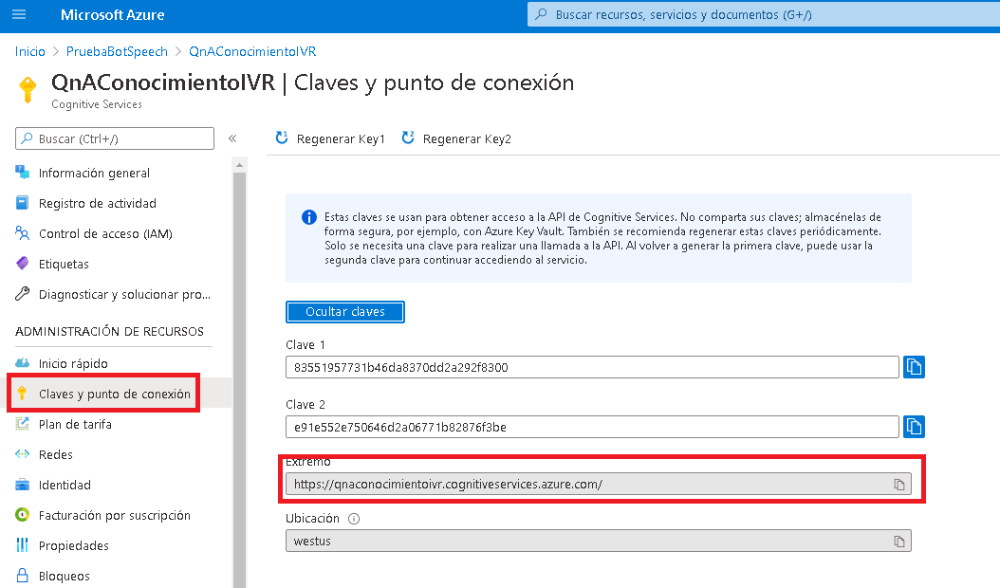 Microsoft Azure
Buscar recursos, servicios y documentos (G+/)
Inicio > PruebaBotSpeech > QnAConocimientoIVR
QnAConocimientoIVR | Claves y punto de conexión
Cognitive Services
Buscar (Ctrl+/)
«
Información general
Registro de actividad
Control de acceso (IAM)
Etiquetas
Diagnosticar y solucionar pro...
ADMINISTRACIÓN DE RECURSOS
Inicio rápido
Claves y punto de conexión
Plan de tarifa
Redes
Identidad
Facturación por suscripción
Propiedades
Bloqueos
Regenerar Key1
Regenerar Key2
Estas claves se usan para obtener acceso a la API de Cognitive Services. No comparta sus claves; almacénelas de
forma segura, por ejemplo, con Azure Key Vault. También se recomienda regenerar estas claves periódicamente.
Solo se necesita una clave para realizar una llamada a la API. Al volver a generar la primera clave, puede usar la
segunda clave para continuar accediendo al servicio.
Ocultar claves
Clave 1
83551957731b46da8370dd2a292f8300
Clave 2
e91e552e750646d2a06771b82876f3be
Extremo
https://qnaconocimientoivr.cognitiveservices.azure.com/
Ubicación
westus